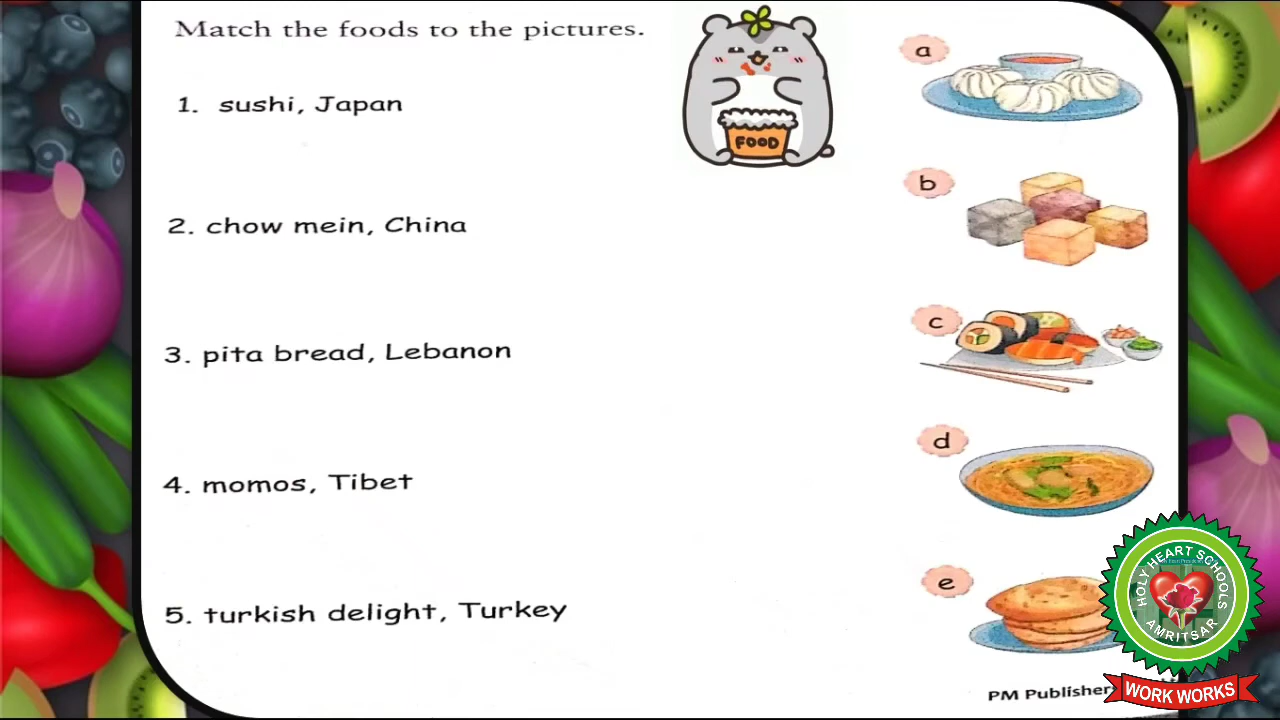 Match the foods to the pictures.
FOOD
1. sushi, Japan
2. chow mein, China
3. pita bread, Lebanon
4. momos, Tibet
5. turkish delight, Turkey
a
b
c
d
e
HOLY HEART SCHOOLS
AMRITSAR
WORK WORKS
PM Publisher